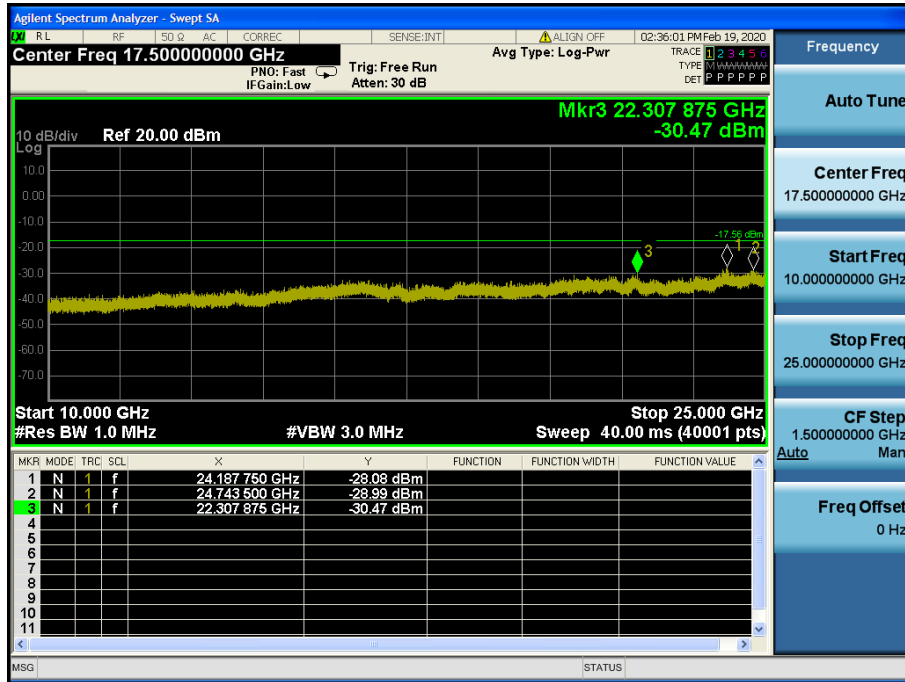 Agilent Spectrum Analyzer - Swept SA
LXI RL RF 50 Ω AC CORREC SENSE:INT ALIGN OFF 02:36:01 PM Feb 19, 2020
Center Freq 17.500000000 GHz
PNO: Fast
IFGain:Low
Trig: Free Run
Atten: 30 dB
Avg Type: Log-Pwr
TRACE 1 2 3 4 5 6
TYPE M WWWWW
DET P P P P P P
Mkr3 22.307 875 GHz
-30.47 dBm
10 dB/div Ref 20.00 dBm
Log
10.0
0.00
-10.0
-20.0
-30.0
-40.0
-50.0
-60.0
-70.0
-17.56 dBm
3
1
2
Start 10.000 GHz Stop 25.000 GHz
#Res BW 1.0 MHz #VBW 3.0 MHz Sweep 40.00 ms (40001 pts)
MKR MODE TRC SCL X Y FUNCTION FUNCTION WIDTH FUNCTION VALUE
1 N 1 f 24.187 750 GHz -28.08 dBm
2 N 1 f 24.743 500 GHz -28.99 dBm
3 N 1 f 22.307 875 GHz -30.47 dBm
4
5
6
7
8
9
10
11
MSG STATUS
Frequency
Auto Tune
Center Freq
17.500000000 GHz
Start Freq
10.000000000 GHz
Stop Freq
25.000000000 GHz
CF Step
1.500000000 GHz
Auto Man
Freq Offset
0 Hz